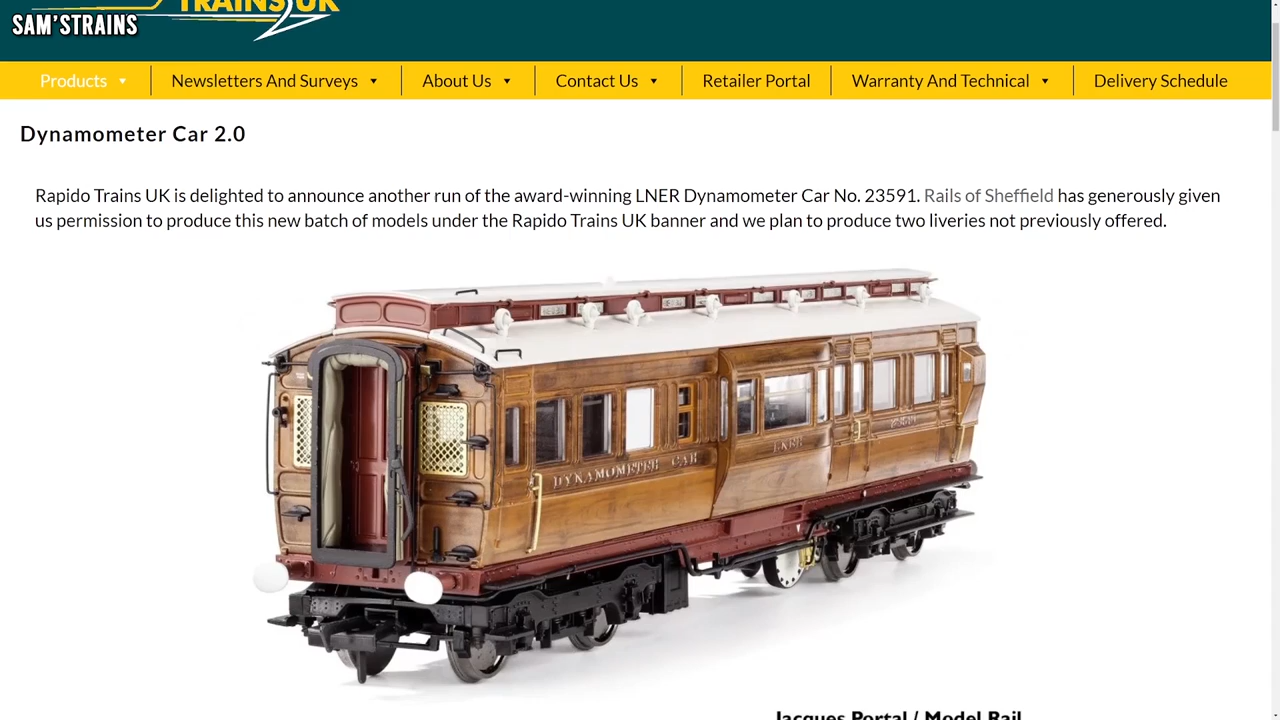 TRAINS UK
SAM'STRAINS
Products
Newsletters And Surveys
About Us
Contact Us
Retailer Portal
Warranty And Technical
Delivery Schedule
Dynamometer Car 2.0
Rapido Trains UK is delighted to announce another run of the award-winning LNER Dynamometer Car No. 23591. Rails of Sheffield has generously given
us permission to produce this new batch of models under the Rapido Trains UK banner and we plan to produce two liveries not previously offered.
DYNAMOMETER CAR
LNER
23591
Jacques Portal / Model Rail